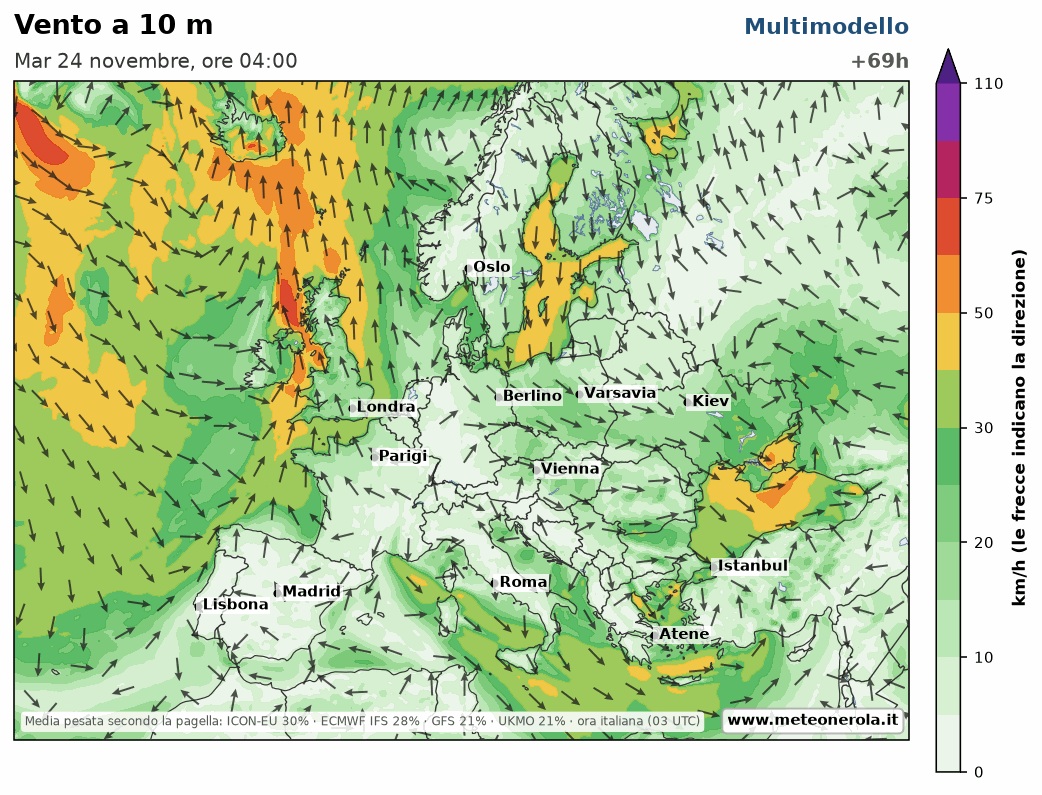 Vento a 10 m
Multimodello
Mar 24 novembre, ore 04:00
+69h
110
75
50
30
20
10
0
km/h (le frecce indicano la direzione)
Oslo
Londra
Berlino
Varsavia
Kiev
Parigi
Vienna
Istanbul
Roma
Madrid
Lisbona
Atene
Media pesata secondo la pagella: ICON-EU 30% · ECMWF IFS 28% · GFS 21% · UKMO 21% · ora italiana (03 UTC)
www.meteonerola.it